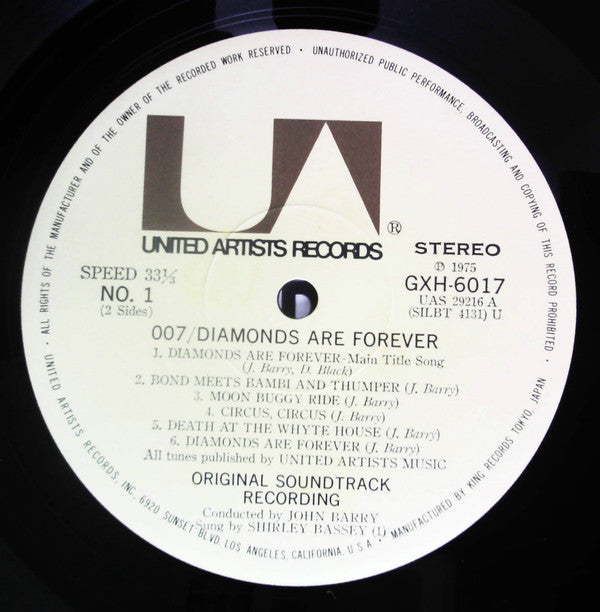 · ALL RIGHTS OF THE MANUFACTURER AND OF THE OWNER OF THE RECORDED WORK RESERVED · UNAUTHORIZED PUBLIC PERFORMANCE, BROADCASTING AND COPYING OF THIS RECORD PROHIBITED ·
UA ®
UNITED ARTISTS RECORDS
STEREO
SPEED 33⅓
NO. 1
(2 Sides)
Ⓟ 1975
GXH-6017
UAS 29216 A
(SILBT 4131) U
007/DIAMONDS ARE FOREVER
1. DIAMONDS ARE FOREVER-Main Title Song
(J. Barry, D. Black)
2. BOND MEETS BAMBI AND THUMPER (J. Barry)
3. MOON BUGGY RIDE (J. Barry)
4. CIRCUS, CIRCUS (J. Barry)
5. DEATH AT THE WHYTE HOUSE (J. Barry)
6. DIAMONDS ARE FOREVER (J. Barry)
All tunes published by UNITED ARTISTS MUSIC
ORIGINAL SOUNDTRACK
RECORDING
Conducted by JOHN BARRY
Sung by SHIRLEY BASSEY (1)
UNITED ARTISTS RECORDS, INC. 6920 SUNSET BLVD. LOS ANGELES, CALIFORNIA, U.S.A. · MANUFACTURED BY KING RECORDS TOKYO, JAPAN